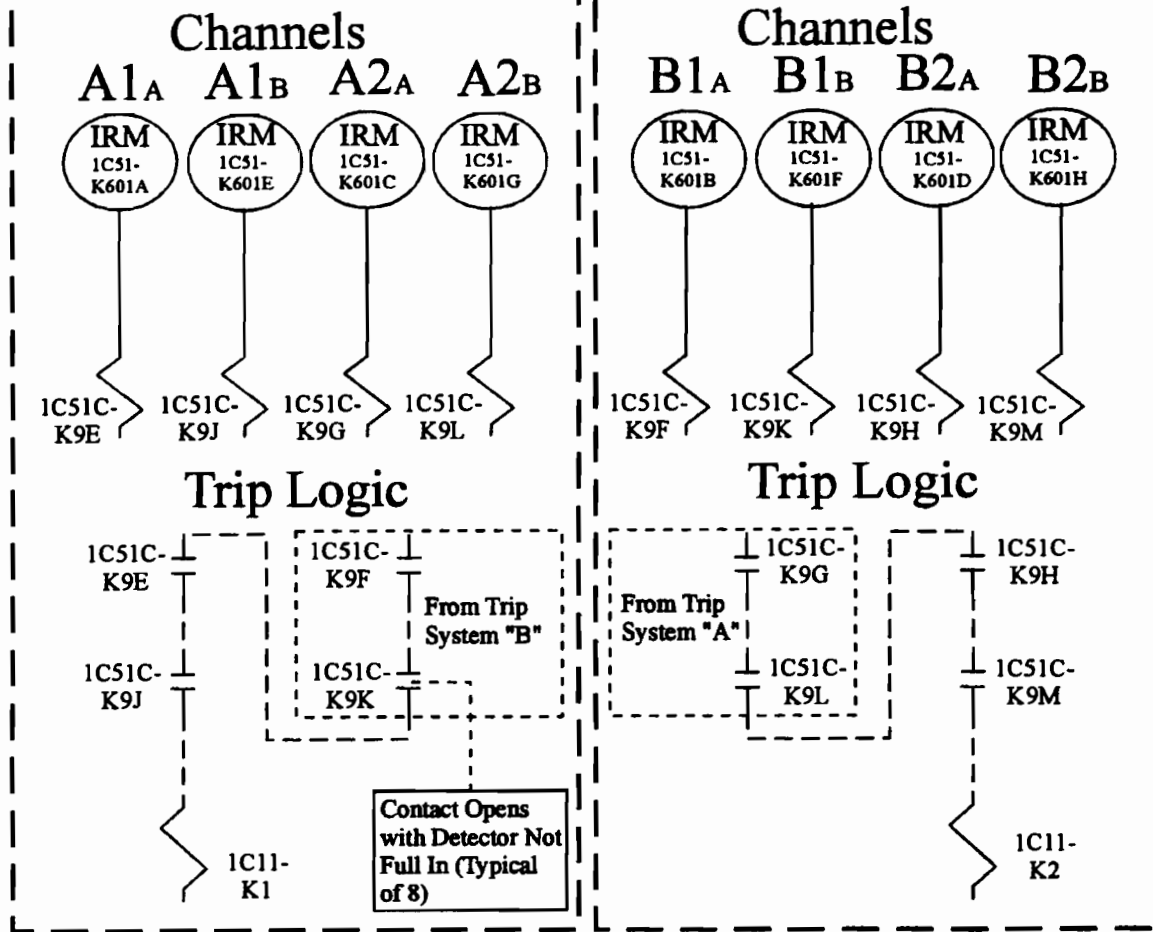 Channels
A1A A1B A2A A2B
IRM IRM IRM IRM
1C51- 1C51- 1C51- 1C51-
K601A K601E K601C K601G
1C51C- 1C51C- 1C51C- 1C51C-
K9E K9J K9G K9L
Trip Logic
1C51C-
K9E
1C51C-
K9F
From Trip
System "B"
1C51C-
K9J
1C51C-
K9K
Contact Opens
with Detector Not
Full In (Typical
of 8)
1C11-
K1
Channels
B1A B1B B2A B2B
IRM IRM IRM IRM
1C51- 1C51- 1C51- 1C51-
K601B K601F K601D K601H
1C51C- 1C51C- 1C51C- 1C51C-
K9F K9K K9H K9M
Trip Logic
1C51C-
K9G
1C51C-
K9H
From Trip
System "A"
1C51C-
K9L
1C51C-
K9M
1C11-
K2